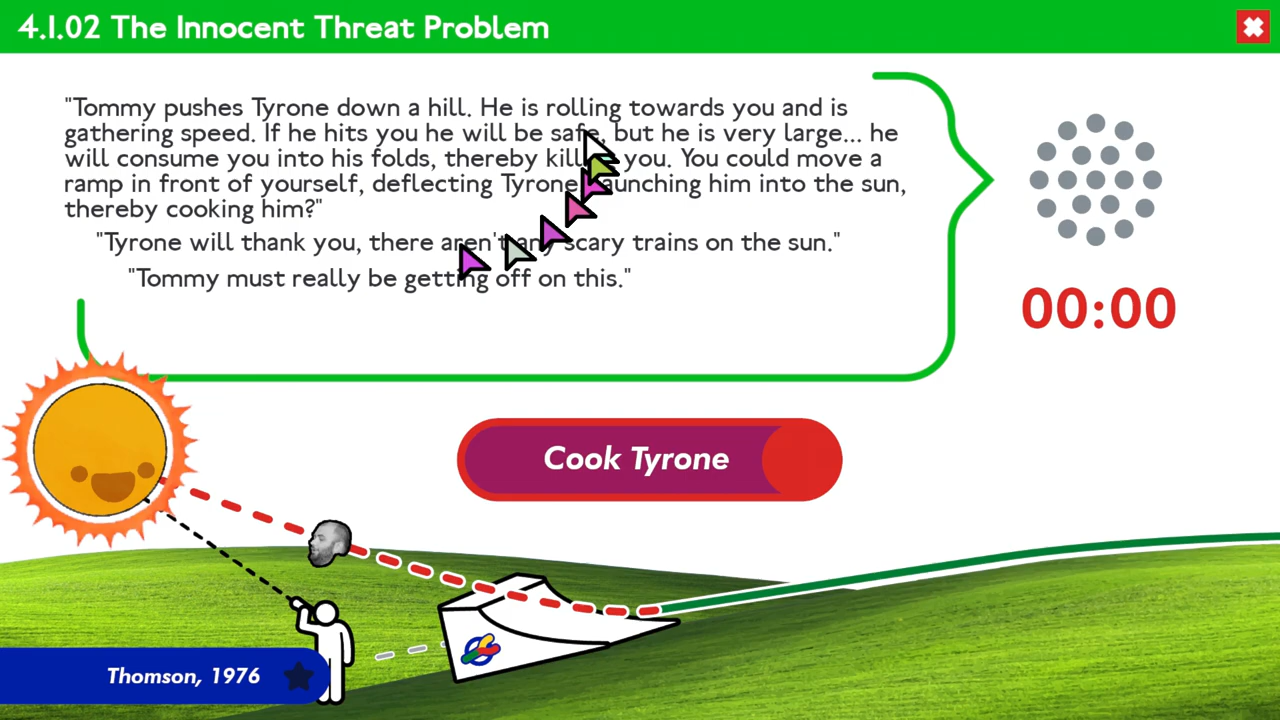 4.1.02 The Innocent Threat Problem
"Tommy pushes Tyrone down a hill. He is rolling towards you and is
gathering speed. If he hits you he will be safe, but he is very large... he
will consume you into his folds, thereby you. You could move a
ramp in front of yourself, deflecting Tyrone, launching him into the sun,
thereby cooking him?"
"Tyrone will thank you, there aren't any scary trains on the sun."
"Tommy must really be getting off on this."
00:00
Cook Tyrone
Thomson, 1976